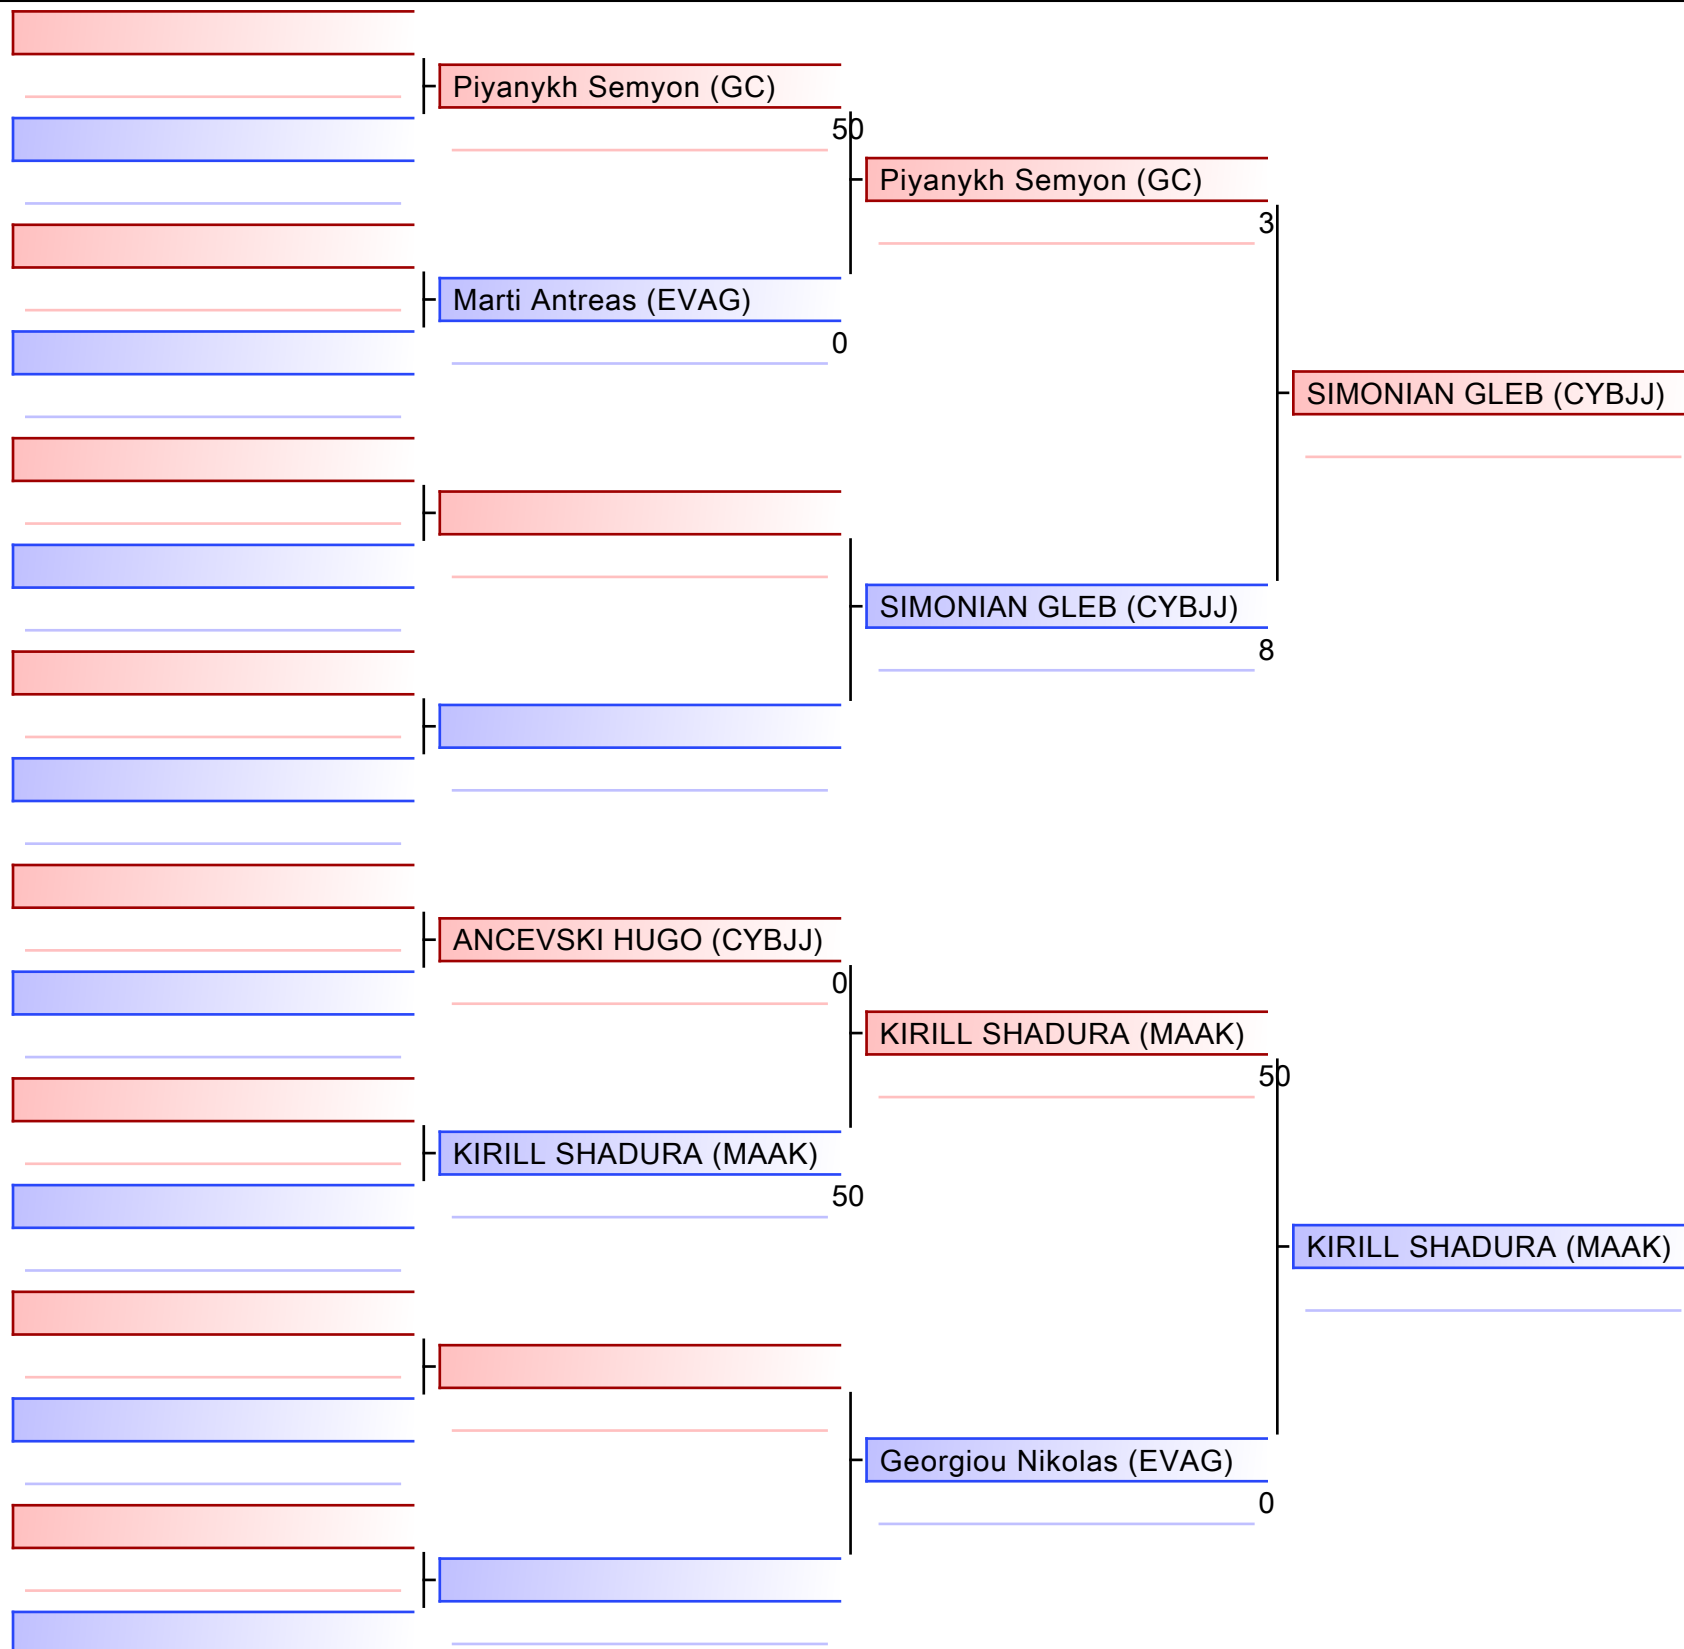 Piyanykh Semyon (GC)
50
Piyanykh Semyon (GC)
3
Marti Antreas (EVAG)
0
SIMONIAN GLEB (CYBJJ)
SIMONIAN GLEB (CYBJJ)
8
ANCEVSKI HUGO (CYBJJ)
0
KIRILL SHADURA (MAAK)
50
KIRILL SHADURA (MAAK)
50
KIRILL SHADURA (MAAK)
Georgiou Nikolas (EVAG)
0